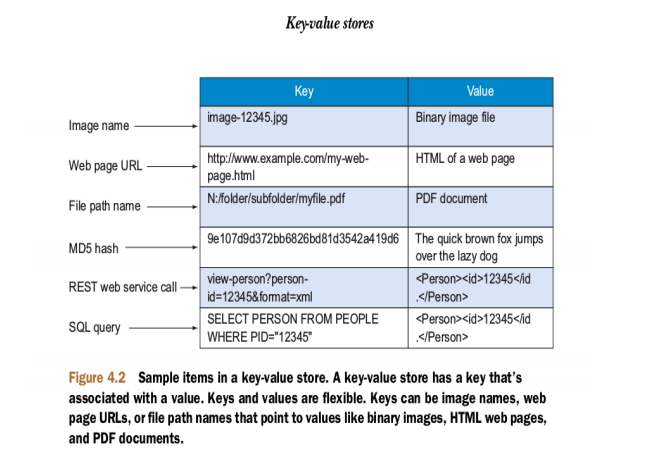 Key-value stores
Key Value
Image name image-12345.jpg Binary image file
Web page URL http://www.example.com/my-web-
page.html HTML of a web page
File path name N:/folder/subfolder/myfile.pdf PDF document
MD5 hash 9e107d9d372bb6826bd81d3542a419d6 The quick brown fox jumps
over the lazy dog
REST web service call view-person?person-
id=12345&format=xml <Person><id>12345</id
.</Person>
SQL query SELECT PERSON FROM PEOPLE
WHERE PID="12345" <Person><id>12345</id
.</Person>
Figure 4.2 Sample items in a key-value store. A key-value store has a key that's
associated with a value. Keys and values are flexible. Keys can be image names, web
page URLs, or file path names that point to values like binary images, HTML web pages,
and PDF documents.